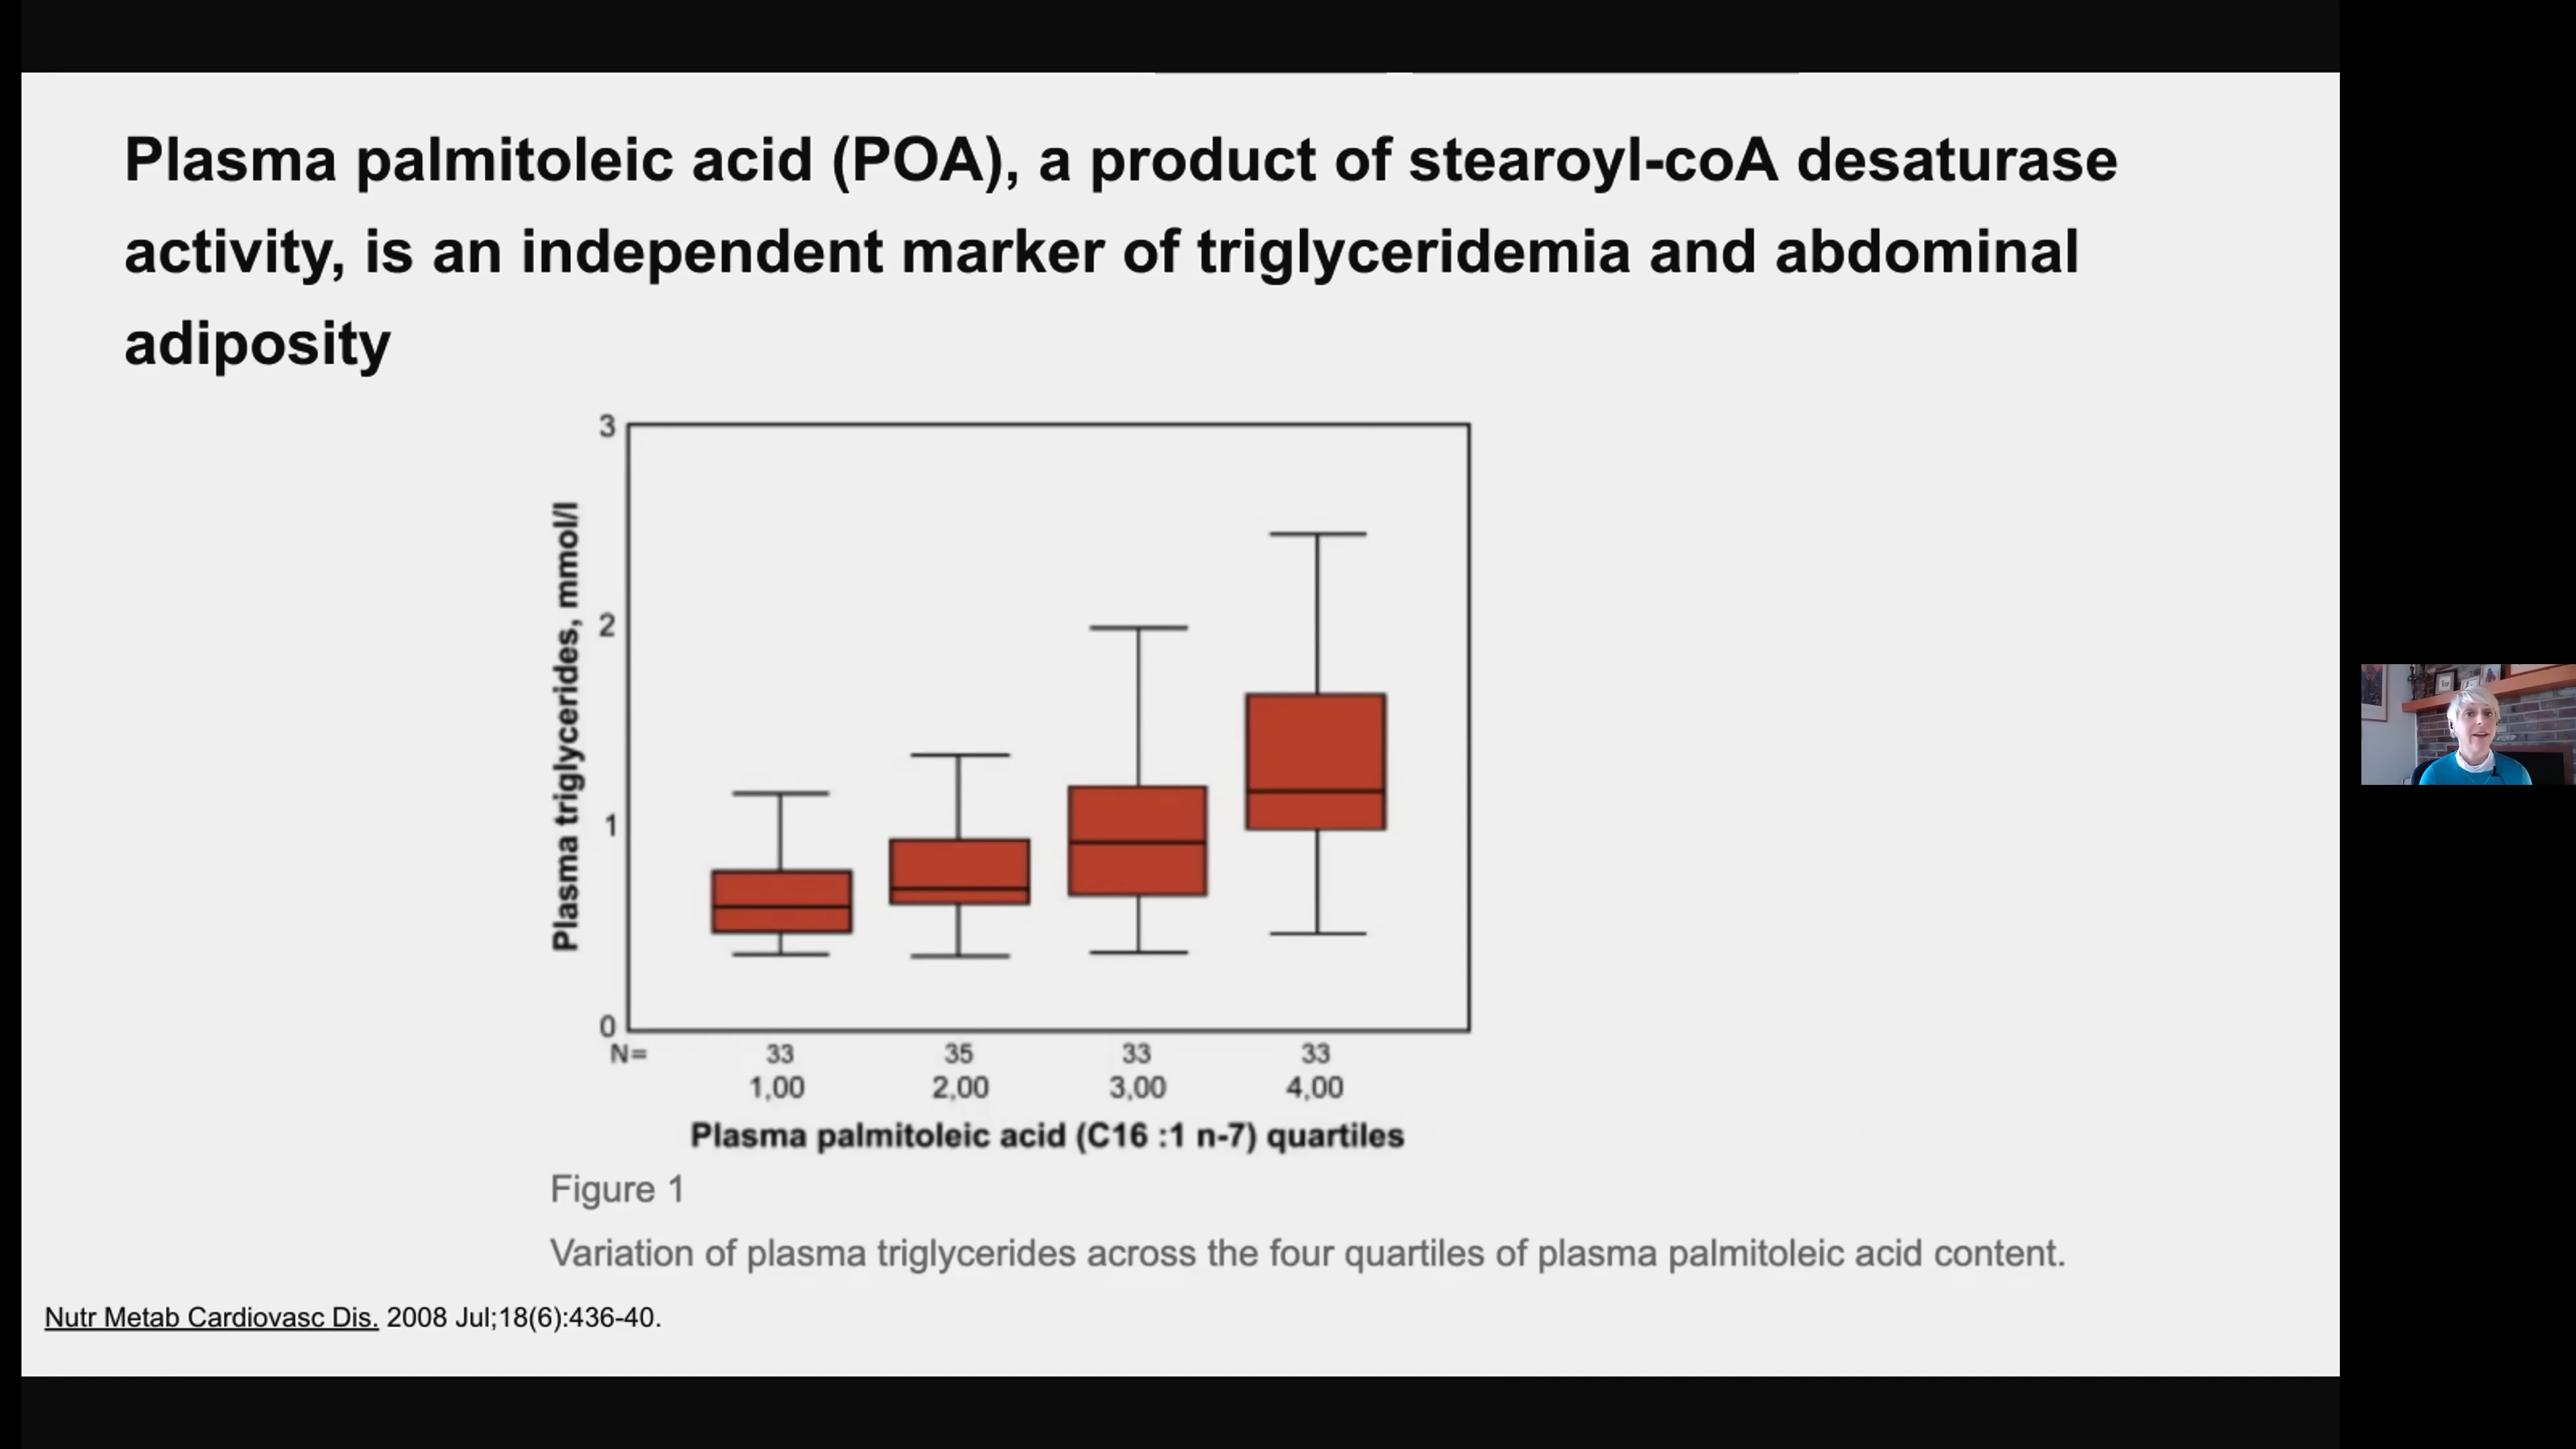 Plasma palmitoleic acid (POA), a product of stearoyl-coA desaturase
activity, is an independent marker of triglyceridemia and abdominal
adiposity
Plasma triglycerides, mmol/l
3
2
1
0
N= 33 35 33 33
1,00 2,00 3,00 4,00
Plasma palmitoleic acid (C16 :1 n-7) quartiles
Figure 1
Variation of plasma triglycerides across the four quartiles of plasma palmitoleic acid content.
Nutr Metab Cardiovasc Dis. 2008 Jul;18(6):436-40.